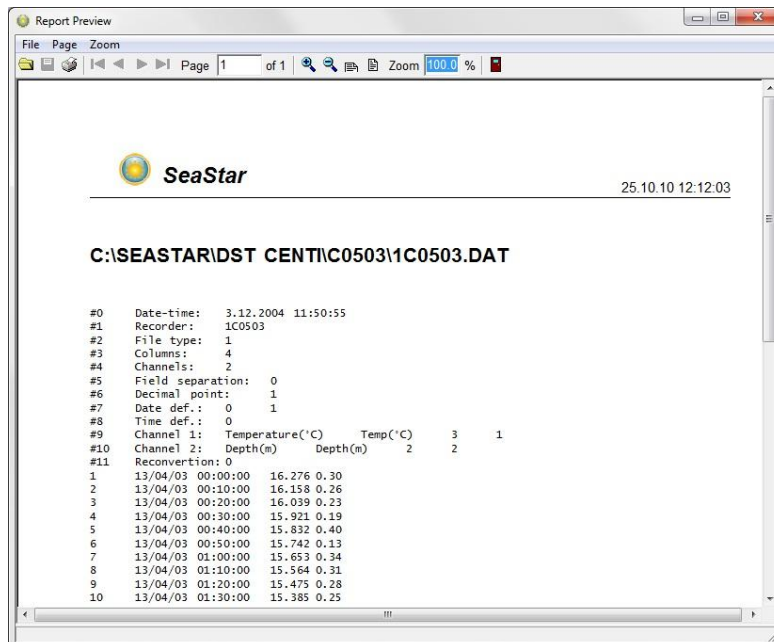 Report Preview
File Page Zoom
Page 1 of 1 Zoom 100.0 %
SeaStar
25.10.10 12:12:03
C:\SEASTAR\DST CENTI\C0503\1C0503.DAT
#0 Date-time: 3.12.2004 11:50:55
#1 Recorder: 1C0503
#2 File type: 1
#3 Columns: 4
#4 Channels: 2
#5 Field separation: 0
#6 Decimal point: 1
#7 Date def.: 0 1
#8 Time def.: 0
#9 Channel 1: Temperature(°C) Temp(°C) 3 1
#10 Channel 2: Depth(m) Depth(m) 2 2
#11 Reconvertion: 0
1 13/04/03 00:00:00 16.276 0.30
2 13/04/03 00:10:00 16.158 0.26
3 13/04/03 00:20:00 16.039 0.23
4 13/04/03 00:30:00 15.921 0.19
5 13/04/03 00:40:00 15.832 0.40
6 13/04/03 00:50:00 15.742 0.13
7 13/04/03 01:00:00 15.653 0.34
8 13/04/03 01:10:00 15.564 0.31
9 13/04/03 01:20:00 15.475 0.28
10 13/04/03 01:30:00 15.385 0.25